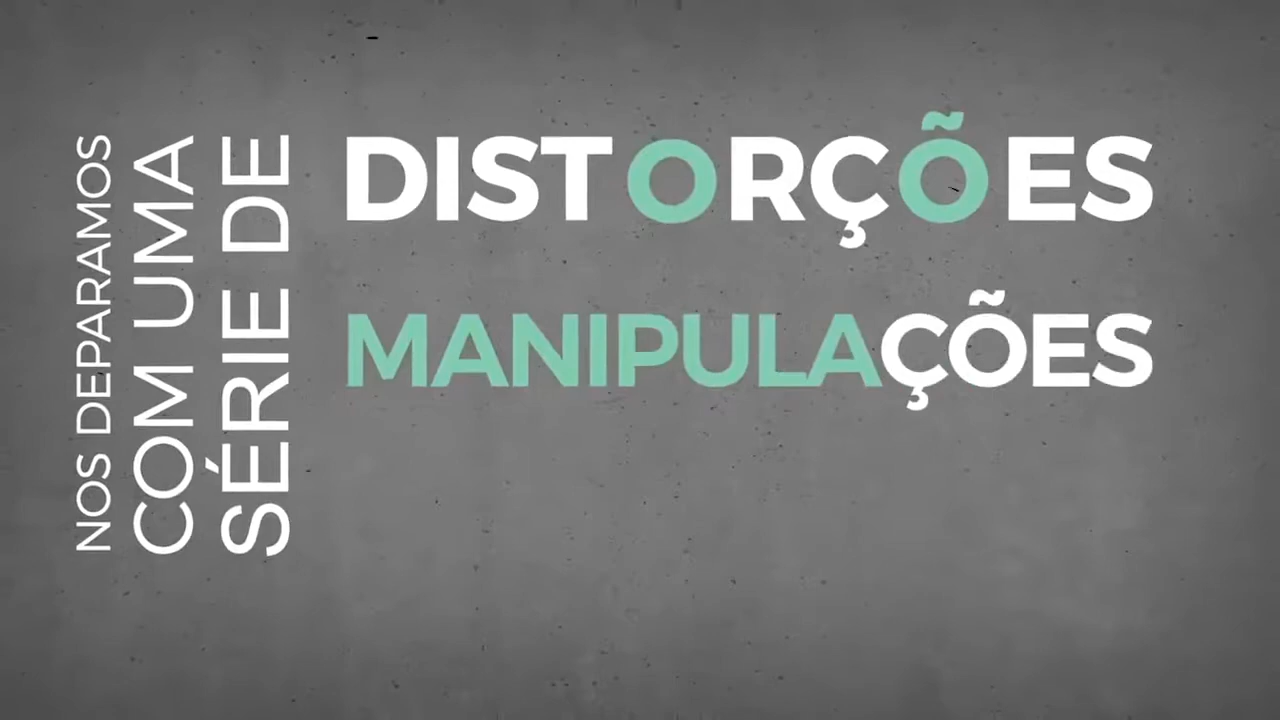 NOS DEPARAMOS
COM UMA
SÉRIE DE
DISTORÇÕES
MANIPULAÇÕES